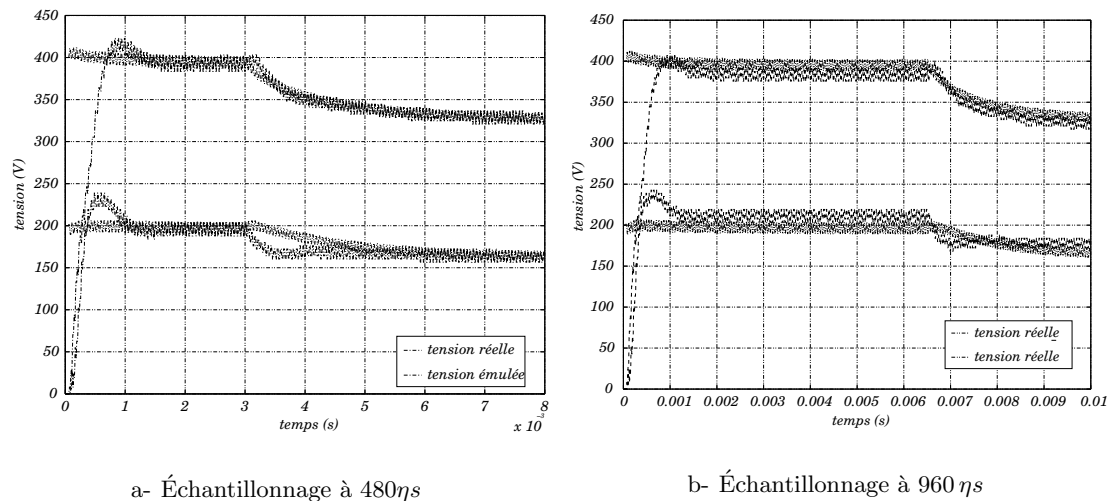 450
400
350
300
250
200
150
100
50
0
tension (V)
0 1 2 3 4 5 6 7 8
temps (s)
x 10⁻³
tension réelle
tension émulée
a- Échantillonnage à 480ηs
450
400
350
300
250
200
150
100
50
0
tension (V)
0 0.001 0.002 0.003 0.004 0.005 0.006 0.007 0.008 0.009 0.01
temps (s)
tension réelle
tension réelle
b- Échantillonnage à 960 ηs